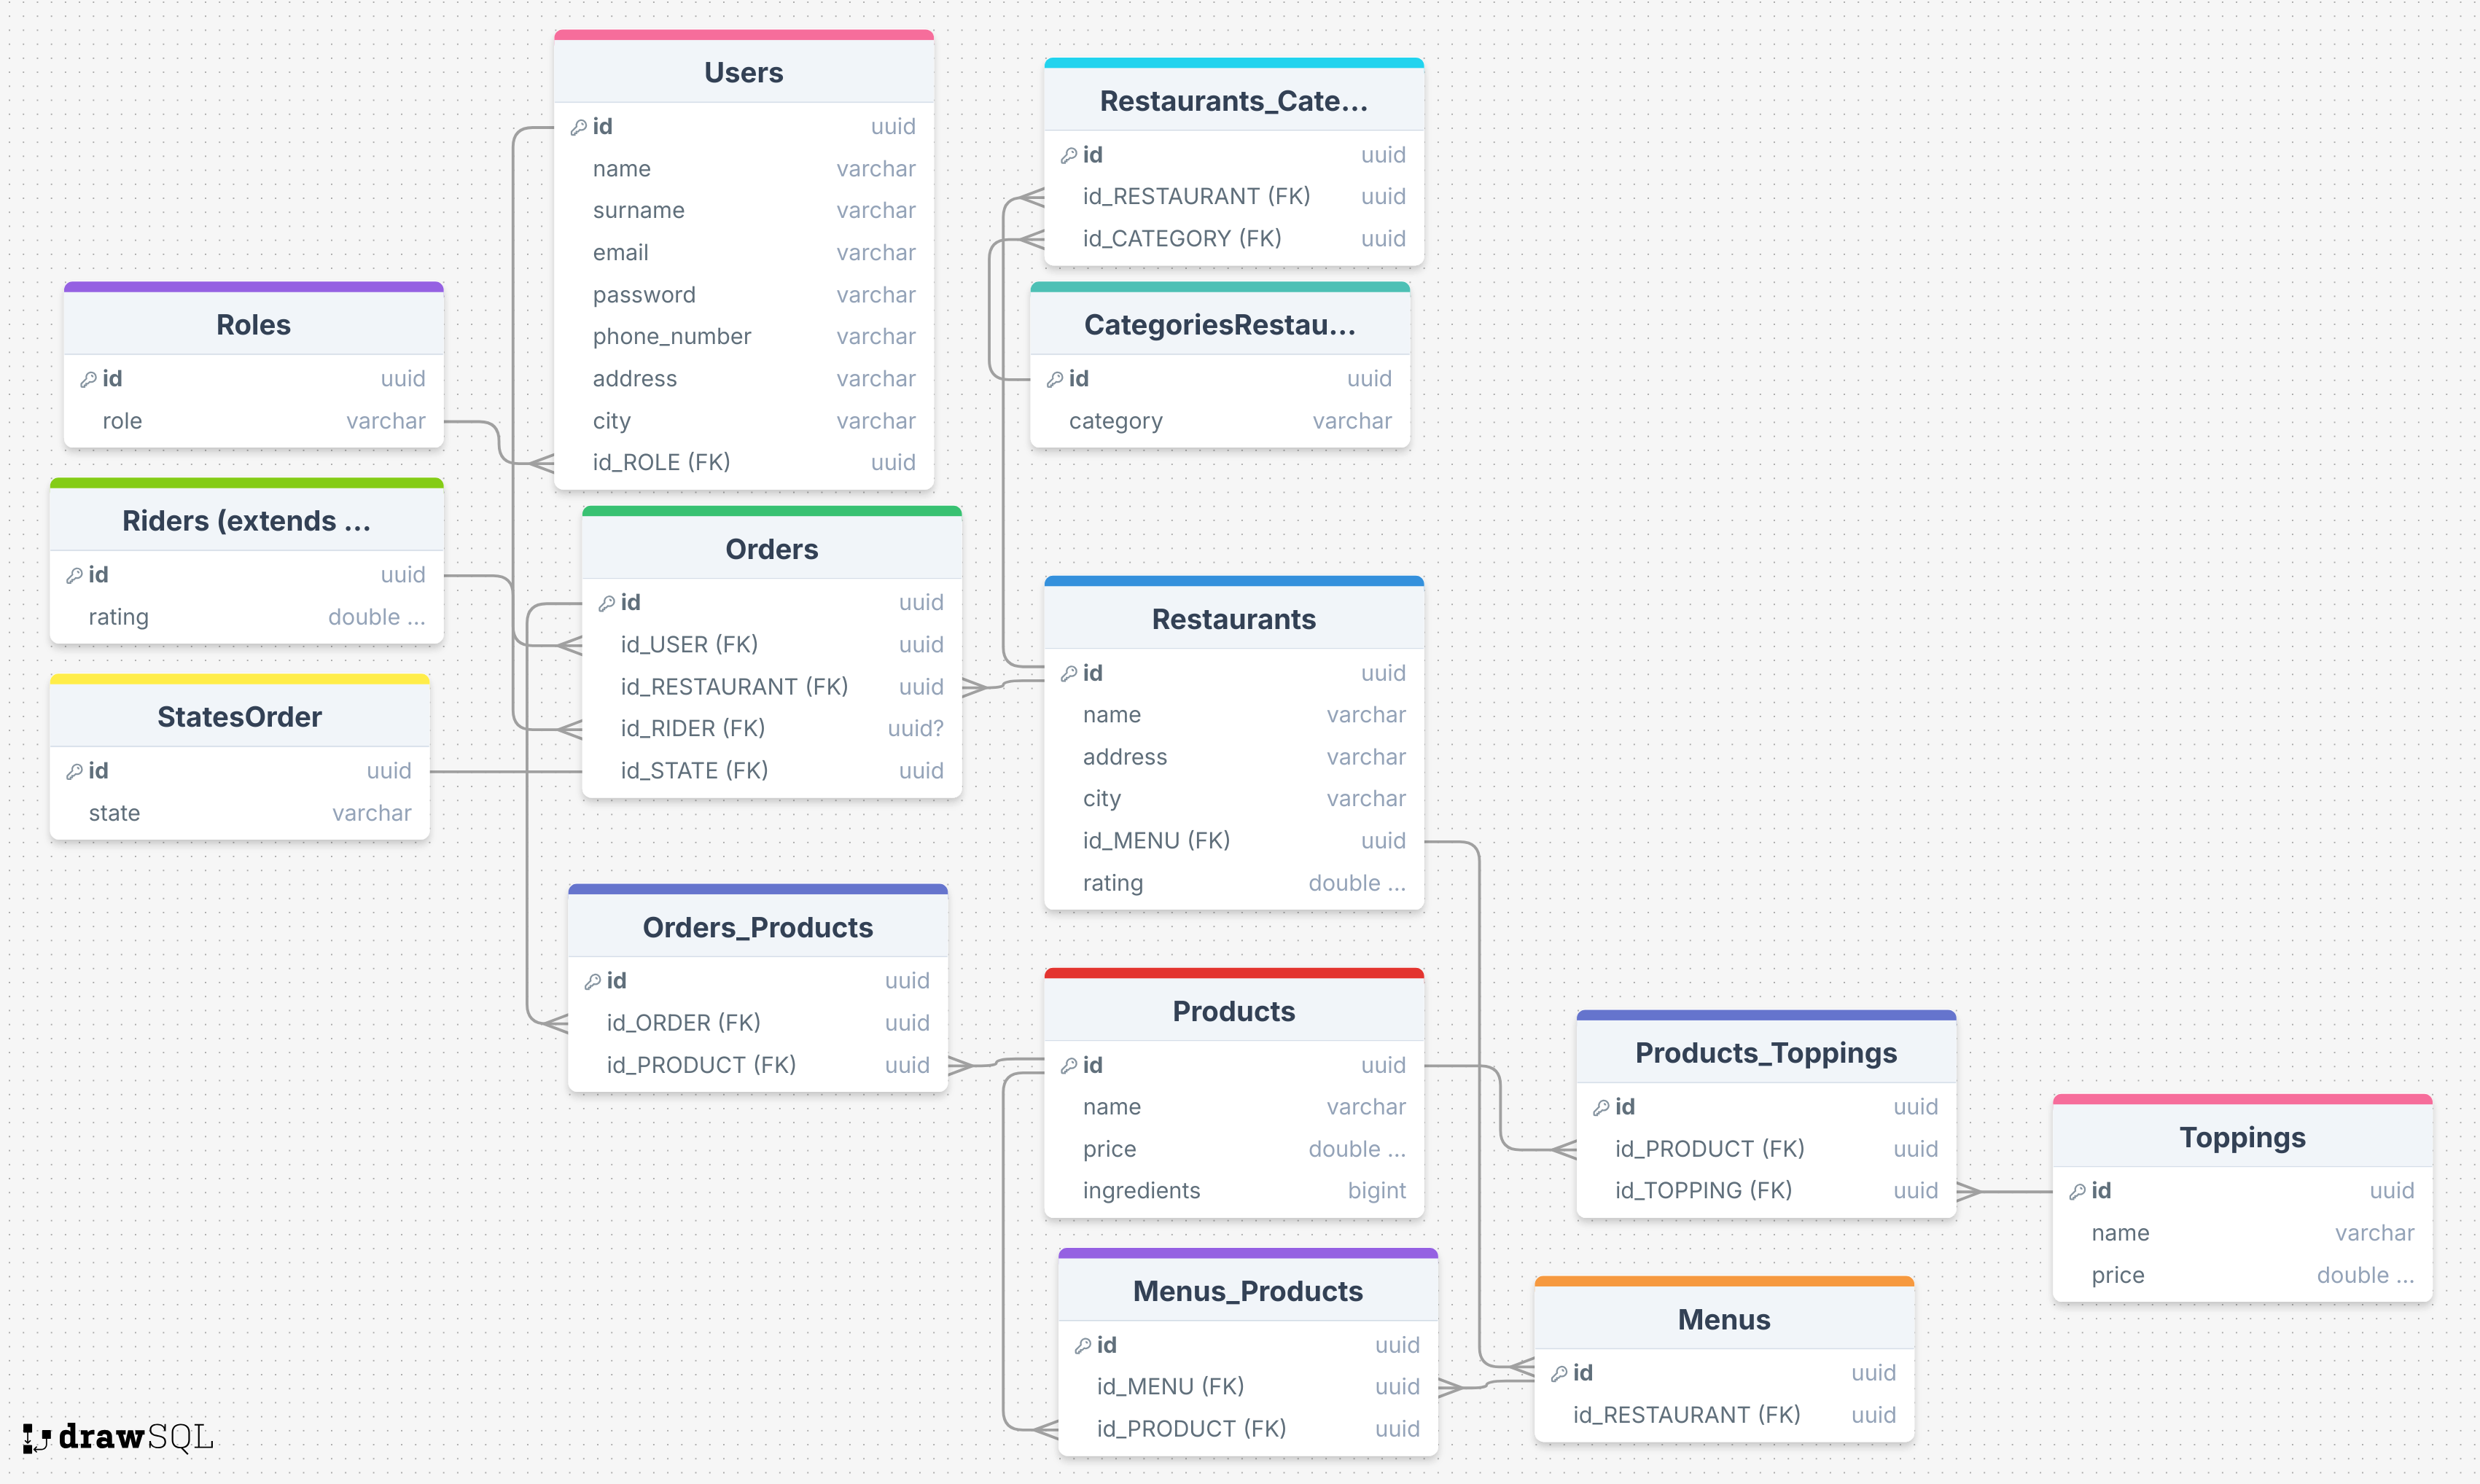 Users
id uuid
name varchar
surname varchar
email varchar
password varchar
phone_number varchar
address varchar
city varchar
id_ROLE (FK) uuid
Restaurants_Cate...
id uuid
id_RESTAURANT (FK) uuid
id_CATEGORY (FK) uuid
Roles
id uuid
role varchar
CategoriesRestau...
id uuid
category varchar
Riders (extends ...
id uuid
rating double ...
Orders
id uuid
id_USER (FK) uuid
id_RESTAURANT (FK) uuid
id_RIDER (FK) uuid?
id_STATE (FK) uuid
Restaurants
id uuid
name varchar
address varchar
city varchar
id_MENU (FK) uuid
rating double ...
StatesOrder
id uuid
state varchar
Orders_Products
id uuid
id_ORDER (FK) uuid
id_PRODUCT (FK) uuid
Products
id uuid
name varchar
price double ...
ingredients bigint
Products_Toppings
id uuid
id_PRODUCT (FK) uuid
id_TOPPING (FK) uuid
Toppings
id uuid
name varchar
price double ...
Menus_Products
id uuid
id_MENU (FK) uuid
id_PRODUCT (FK) uuid
Menus
id uuid
id_RESTAURANT (FK) uuid
drawSQL